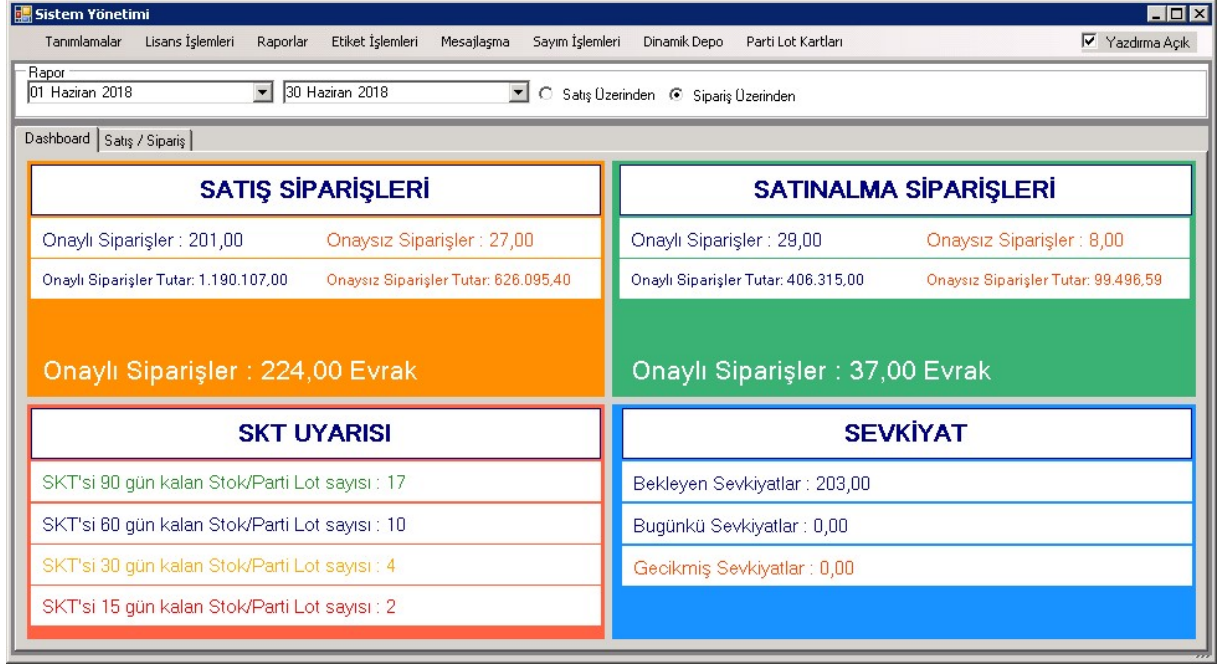 Sistem Yönetimi
Tanımlamalar Lisans İşlemleri Raporlar Etiket İşlemleri Mesajlaşma Sayım İşlemleri Dinamik Depo Parti Lot Kartları Yazdırma Açık
Rapor
01 Haziran 2018 30 Haziran 2018 Satış Üzerinden Sipariş Üzerinden
Dashboard Satış / Sipariş
SATIŞ SİPARİŞLERİ
Onaylı Siparişler : 201,00 Onaysız Siparişler : 27,00
Onaylı Siparişler Tutar: 1.190.107,00 Onaysız Siparişler Tutar: 626.095,40
Onaylı Siparişler : 224,00 Evrak
SATINALMA SİPARİŞLERİ
Onaylı Siparişler : 29,00 Onaysız Siparişler : 8,00
Onaylı Siparişler Tutar: 406.315,00 Onaysız Siparişler Tutar: 99.496,59
Onaylı Siparişler : 37,00 Evrak
SKT UYARISI
SKT'si 90 gün kalan Stok/Parti Lot sayısı : 17
SKT'si 60 gün kalan Stok/Parti Lot sayısı : 10
SKT'si 30 gün kalan Stok/Parti Lot sayısı : 4
SKT'si 15 gün kalan Stok/Parti Lot sayısı : 2
SEVKİYAT
Bekleyen Sevkiyatlar : 203,00
Bugünkü Sevkiyatlar : 0,00
Gecikmiş Sevkiyatlar : 0,00